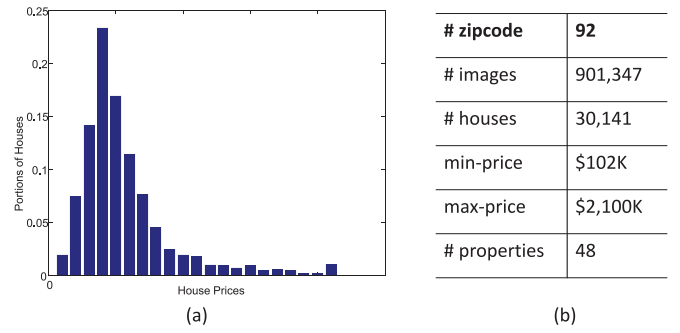 0.25
0.2
0.15
0.1
0.05
0
0
Portions of Houses
House Prices
(a)
# zipcode 92
# images 901,347
# houses 30,141
min-price $102K
max-price $2,100K
# properties 48
(b)